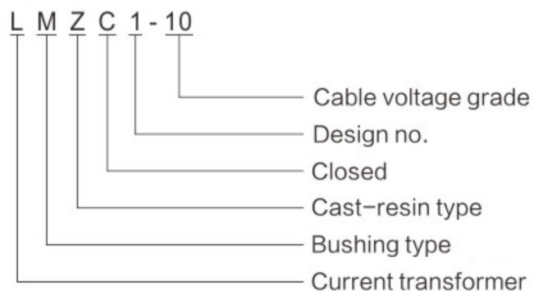 L M Z C 1 - 10
Cable voltage grade
Design no.
Closed
Cast-resin type
Bushing type
Current transformer